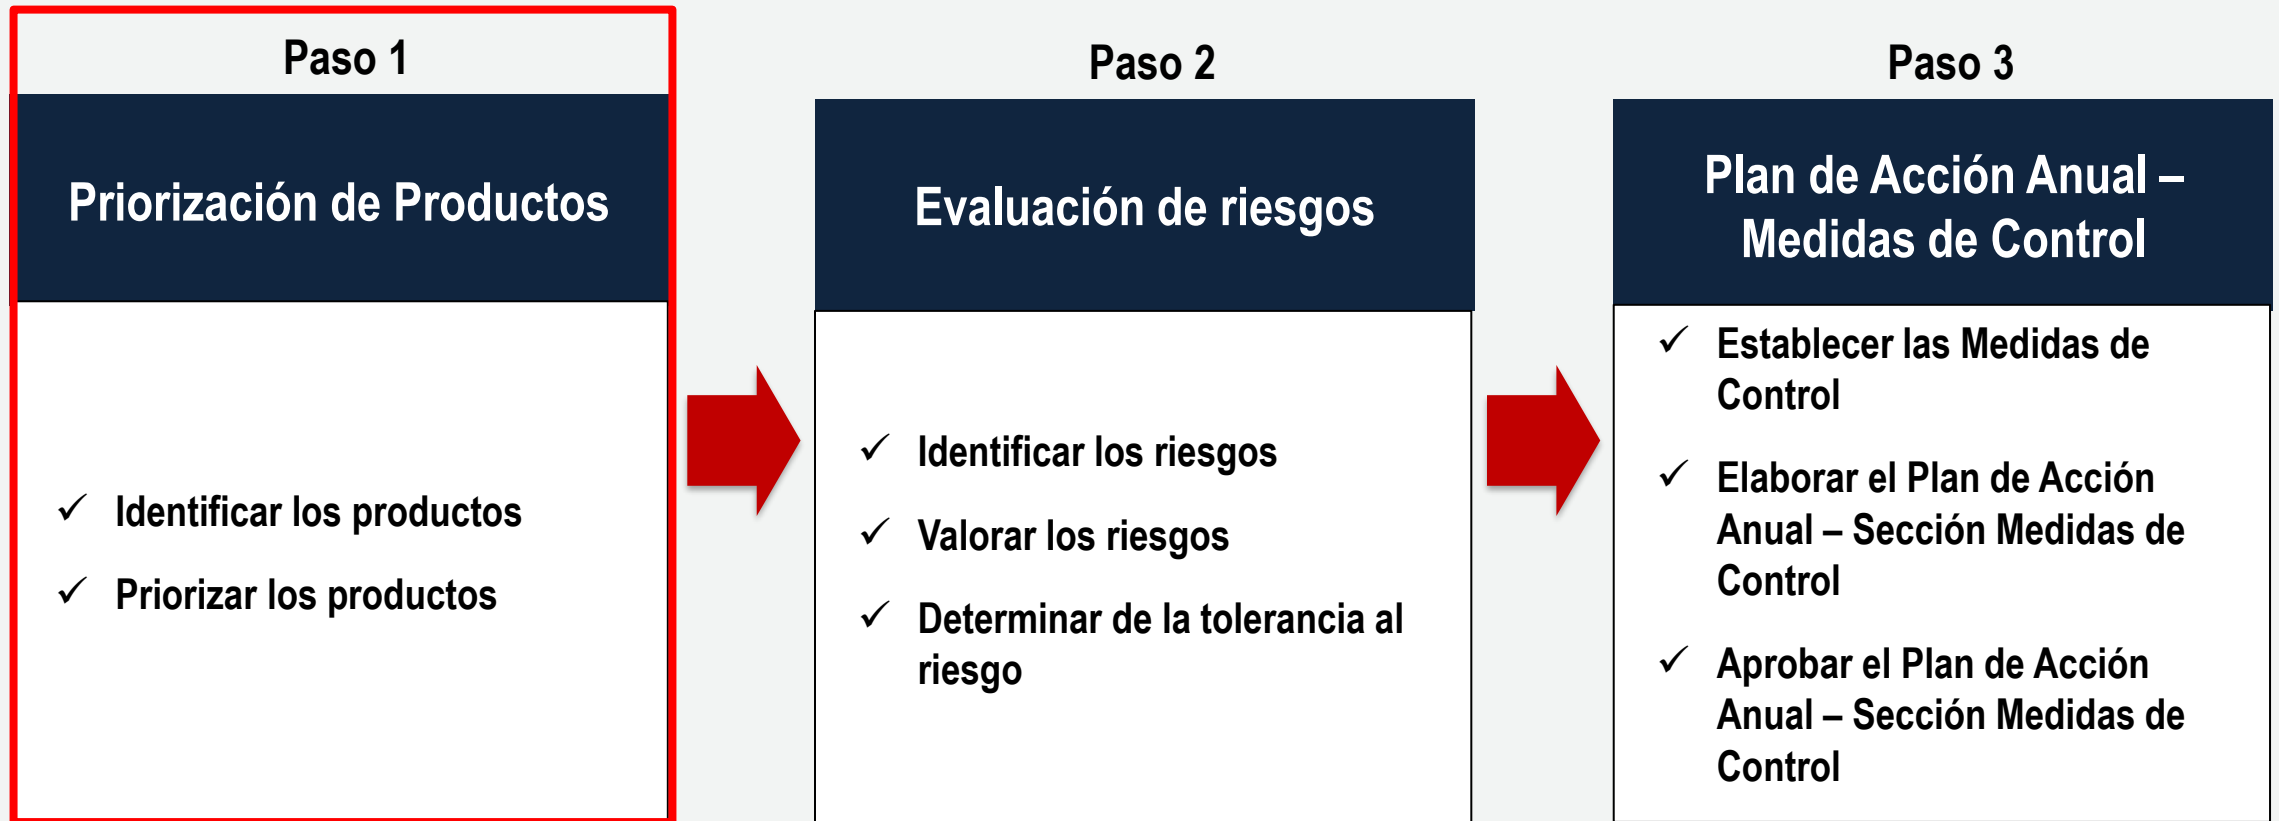 Paso 1
Priorización de Productos
✓ Identificar los productos
✓ Priorizar los productos
Paso 2
Evaluación de riesgos
✓ Identificar los riesgos
✓ Valorar los riesgos
✓ Determinar de la tolerancia al
riesgo
Paso 3
Plan de Acción Anual –
Medidas de Control
✓ Establecer las Medidas de
Control
✓ Elaborar el Plan de Acción
Anual – Sección Medidas de
Control
✓ Aprobar el Plan de Acción
Anual – Sección Medidas de
Control